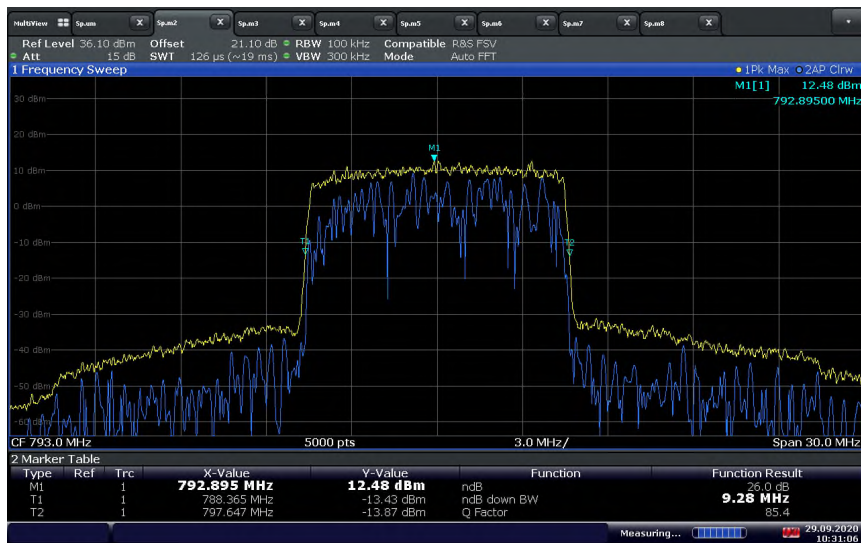 MultiView Sp.um X Sp.m2 X Sp.m3 X Sp.m4 X Sp.m5 X Sp.m6 X Sp.m7 X Sp.m8 X
Ref Level 36.10 dBm Offset 21.10 dB RBW 100 kHz Compatible R&S FSV
Att 15 dB SWT 126 µs (~19 ms) VBW 300 kHz Mode Auto FFT
1 Frequency Sweep 1Pk Max 2AP Clrw
M1[1] 12.48 dBm
792.89500 MHz
30 dBm
20 dBm
M1
10 dBm
0 dBm
T1 T2
-10 dBm
-20 dBm
-30 dBm
-40 dBm
-50 dBm
-60 dBm
CF 793.0 MHz 5000 pts 3.0 MHz/ Span 30.0 MHz
2 Marker Table
Type Ref Trc X-Value Y-Value Function Function Result
M1 1 792.895 MHz 12.48 dBm ndB 26.0 dB
T1 1 788.365 MHz -13.43 dBm ndB down BW 9.28 MHz
T2 1 797.647 MHz -13.87 dBm Q Factor 85.4
Measuring... 29.09.2020
10:31:06